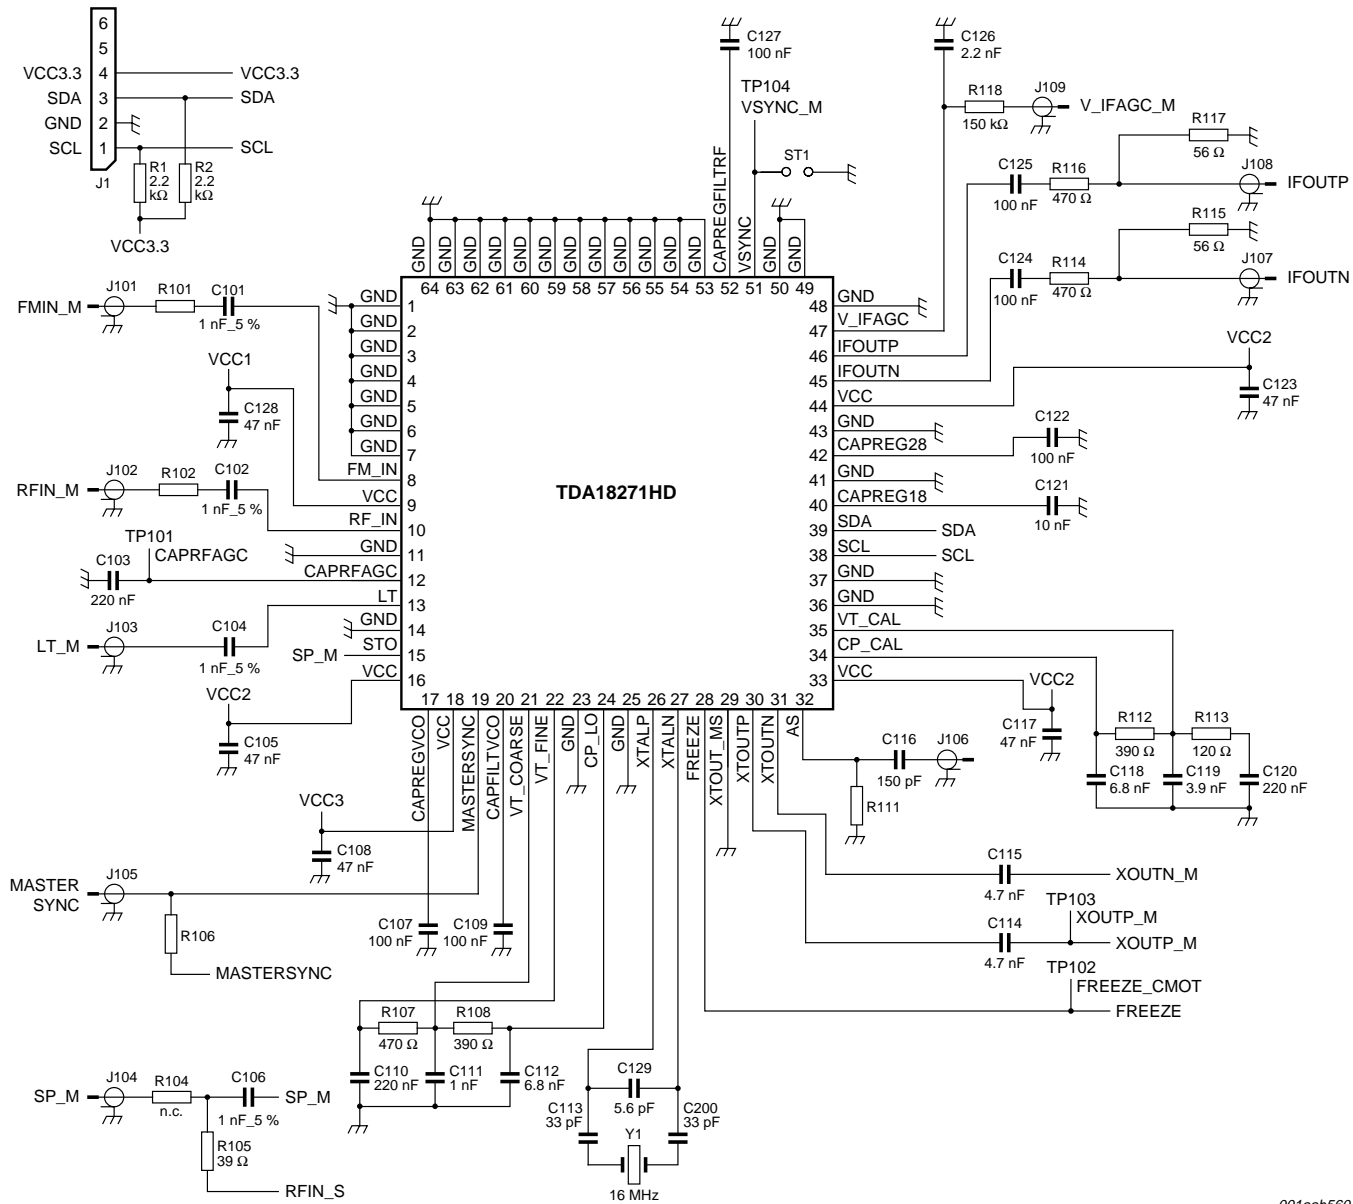 6
5
VCC3.3 4 VCC3.3
SDA 3 SDA
GND 2
SCL 1 SCL
J1
R1
2.2
kΩ
R2
2.2
kΩ
VCC3.3
C127
100 nF
TP104
VSYNC_M
ST1
C126
2.2 nF
R118
150 kΩ
J109
V_IFAGC_M
R117
56 Ω
C125
100 nF
R116
470 Ω
J108
IFOUTP
R115
56 Ω
C124
100 nF
R114
470 Ω
J107
IFOUTN
GND GND GND GND GND GND GND GND GND GND GND GND CAPREGFILTRF VSYNC GND GND
64 63 62 61 60 59 58 57 56 55 54 53 52 51 50 49
FMIN_M
J101
R101
C101
1 nF_5 %
VCC1
C128
47 nF
RFIN_M
J102
R102
C102
1 nF_5 %
TP101
CAPRFAGC
C103
220 nF
LT_M
J103
C104
1 nF_5 %
SP_M
VCC2
C105
47 nF
GND 1
GND 2
GND 3
GND 4
GND 5
GND 6
GND 7
FM_IN 8
VCC 9
RF_IN 10
GND 11
CAPRFAGC 12
LT 13
GND 14
STO 15
VCC 16
TDA18271HD
48 GND
47 V_IFAGC
46 IFOUTP
45 IFOUTN
44 VCC
43 GND
42 CAPREG28
41 GND
40 CAPREG18
39 SDA SDA
38 SCL SCL
37 GND
36 GND
35 VT_CAL
34 CP_CAL
33 VCC
VCC2
C123
47 nF
C122
100 nF
C121
10 nF
17 18 19 20 21 22 23 24 25 26 27 28 29 30 31 32
CAPREGVCO VCC MASTERSYNC CAPFILTVCO VT_COARSE VT_FINE GND CP_LO GND XTALP XTALN FREEZE XTOUT_MS XTOUTP XTOUTN AS
VCC2
C117
47 nF
R112
390 Ω
R113
120 Ω
C118
6.8 nF
C119
3.9 nF
C120
220 nF
C116
150 pF
J106
R111
VCC3
C108
47 nF
MASTER
SYNC
J105
R106
MASTERSYNC
C107
100 nF
C109
100 nF
C115
4.7 nF
XOUTN_M
TP103
XOUTP_M
C114
4.7 nF
XOUTP_M
TP102
FREEZE_CMOT
FREEZE
R107
470 Ω
R108
390 Ω
C110
220 nF
C111
1 nF
C112
6.8 nF
C129
5.6 pF
C113
33 pF
C200
33 pF
Y1
16 MHz
SP_M
J104
R104
n.c.
C106
1 nF_5 %
SP_M
R105
39 Ω
RFIN_S